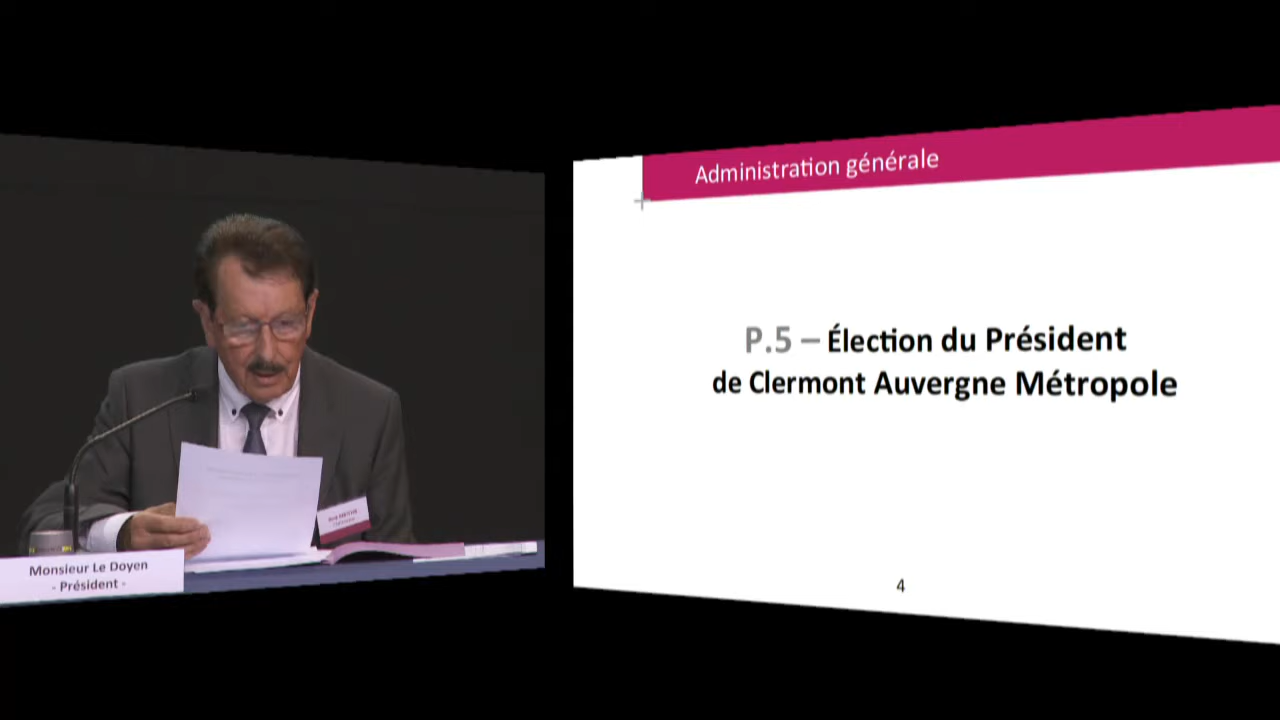 Monsieur Le Doyen
- Président -
Administration générale
P.5 – Élection du Président
de Clermont Auvergne Métropole
4